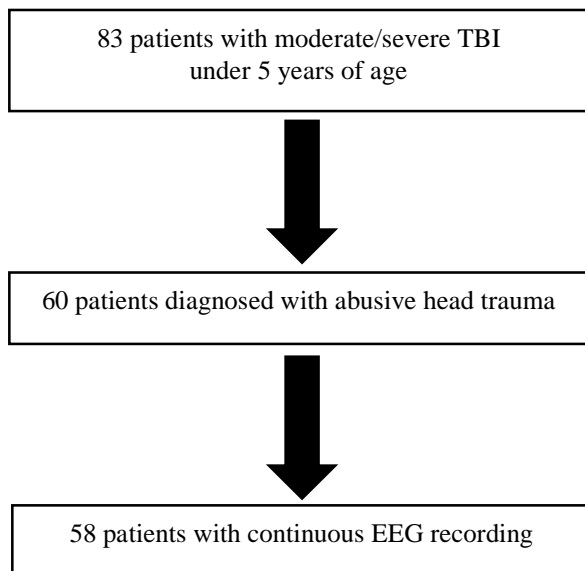 83 patients with moderate/severe TBI
under 5 years of age
60 patients diagnosed with abusive head trauma
58 patients with continuous EEG recording